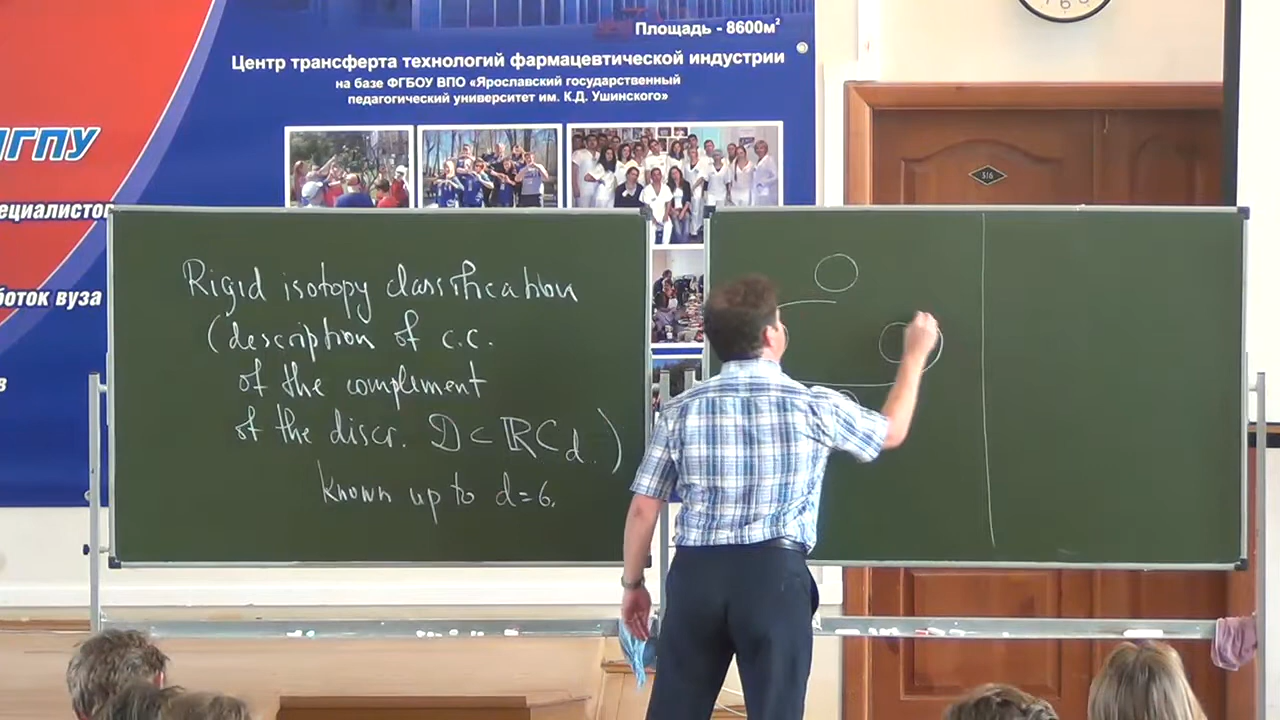 Площадь - 8600м²
Центр трансферта технологий фармацевтической индустрии
на базе ФГБОУ ВПО «Ярославский государственный
педагогический университет им. К.Д. Ушинского»
ГПУ
ециалистов
боток вуза
в
316
Rigid isotopy classification
(description of c.c.
of the complement
of the discr. D ⊂ ℝC_d.)
known up to d=6.